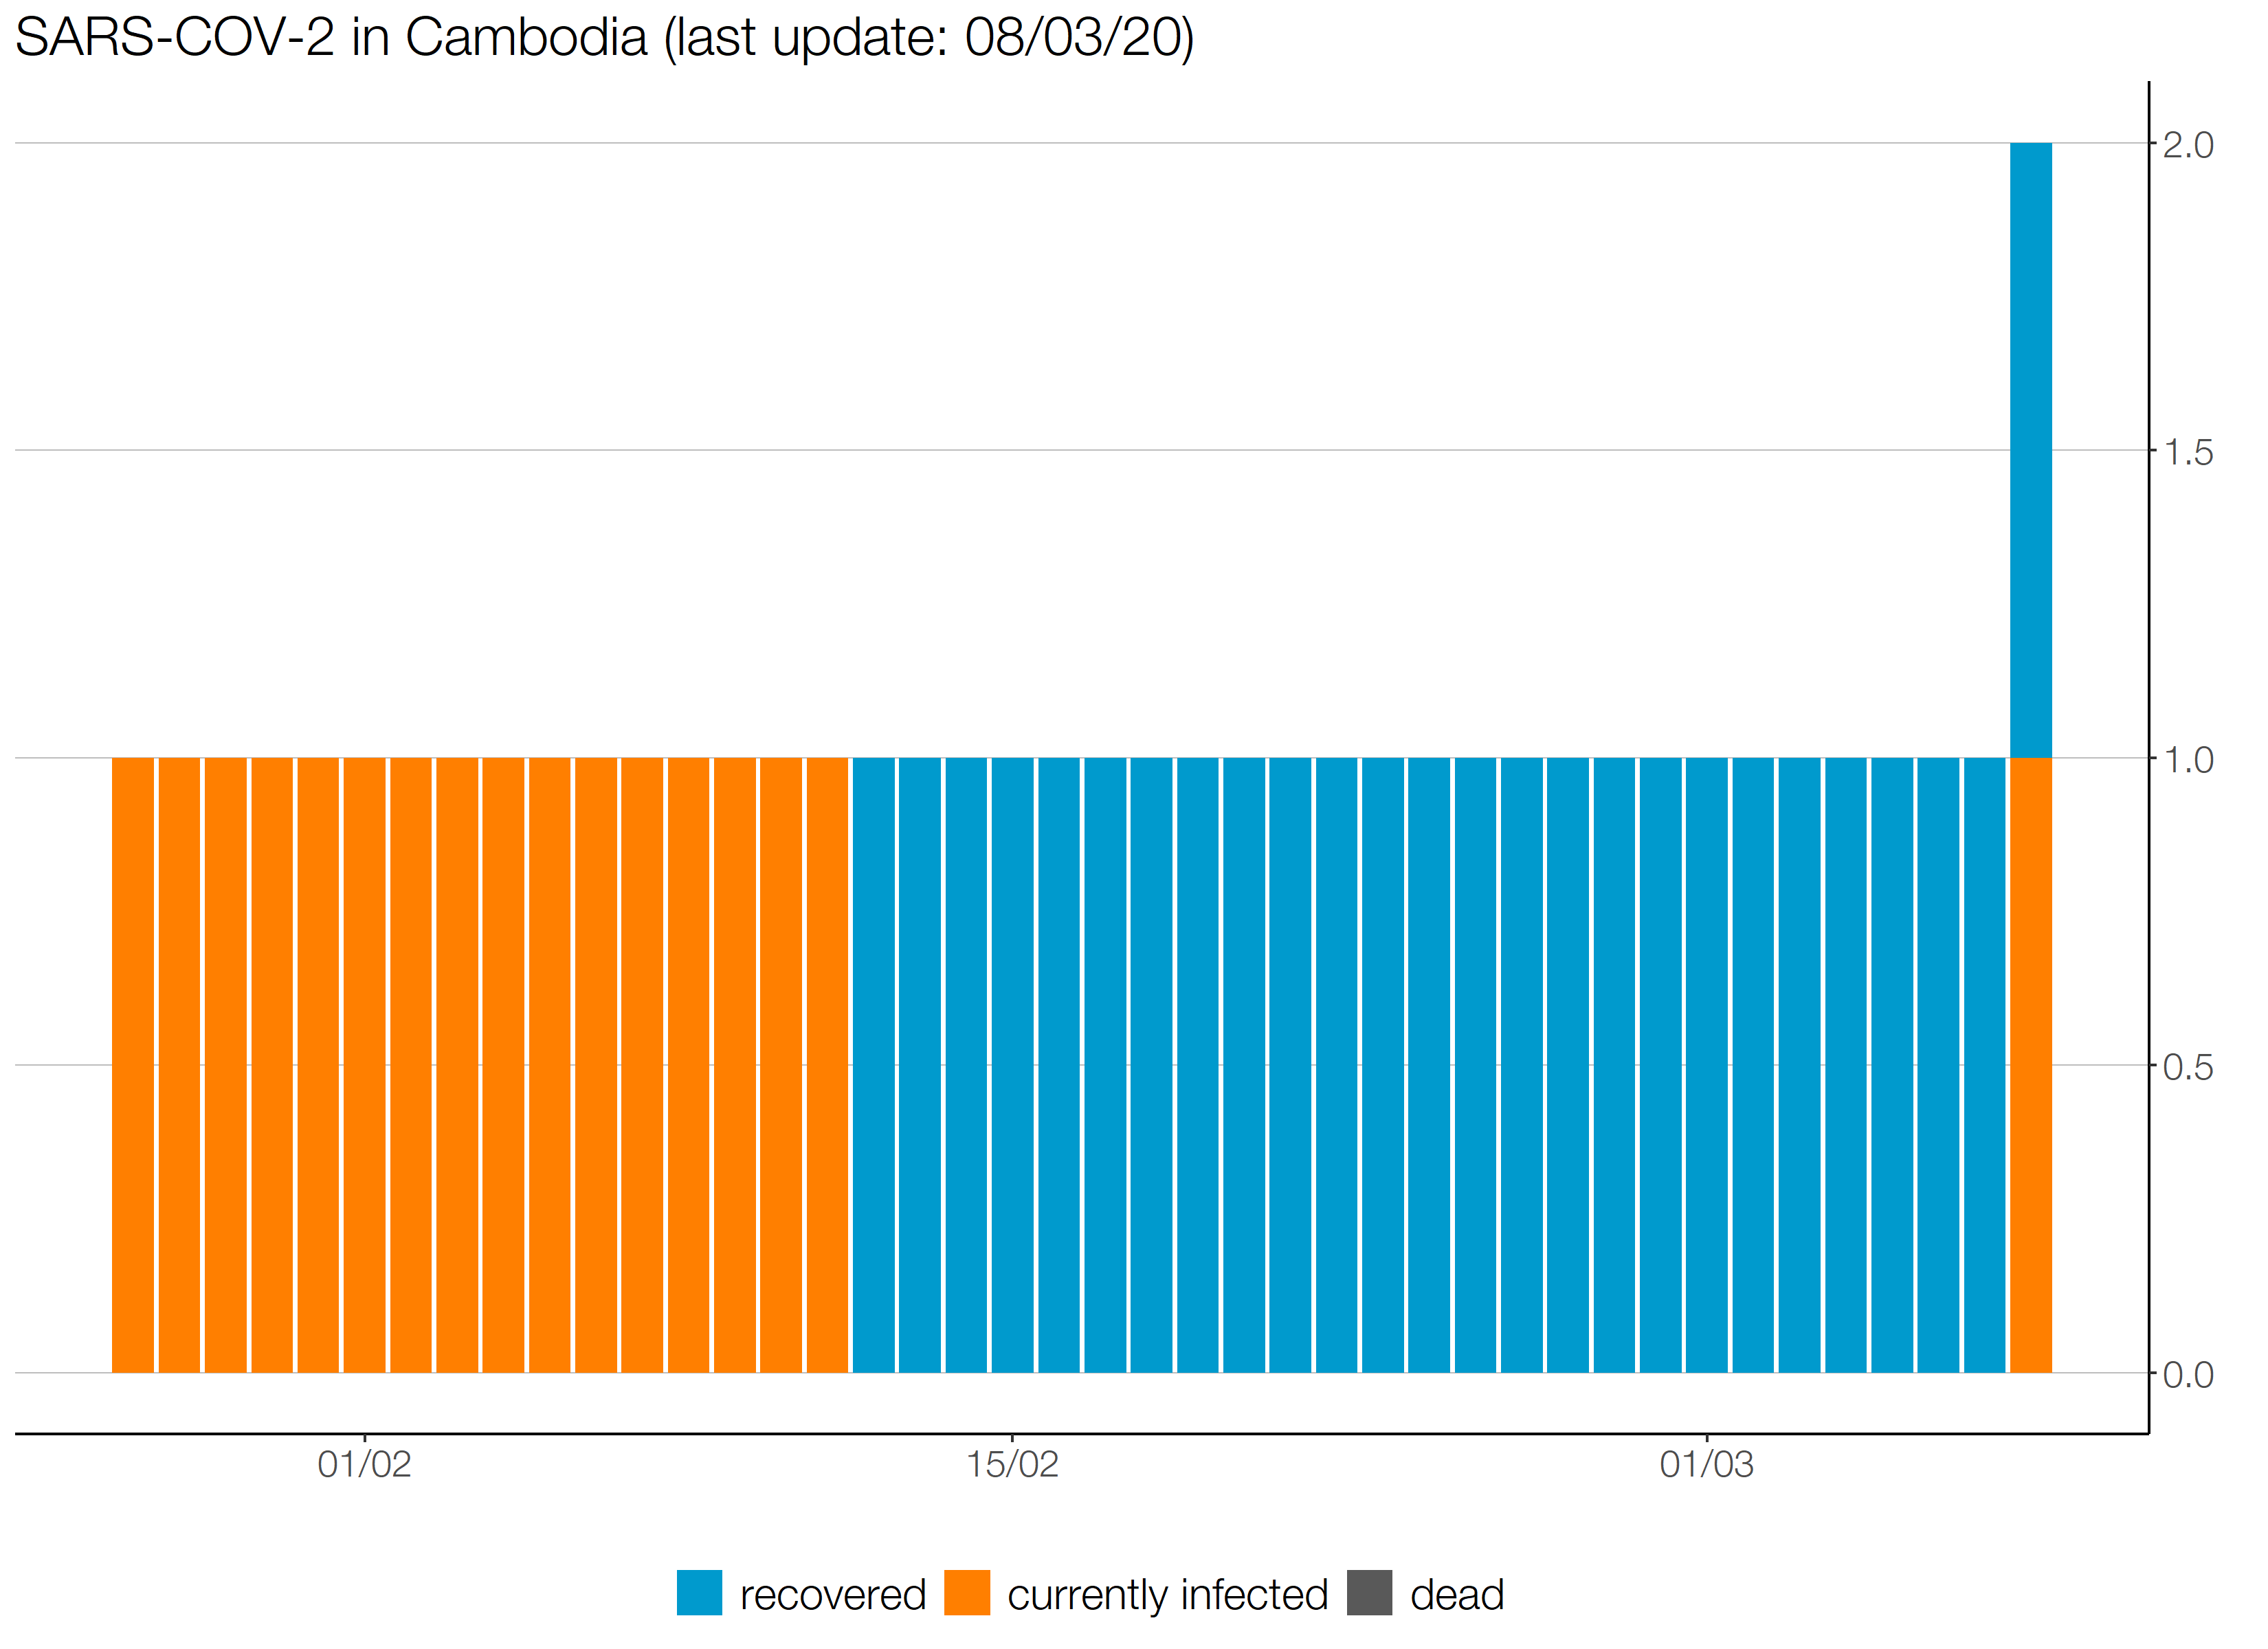 SARS-COV-2 in Cambodia (last update: 08/03/20)
2.0
1.5
1.0
0.5
0.0
01/02 15/02 01/03
recovered currently infected dead